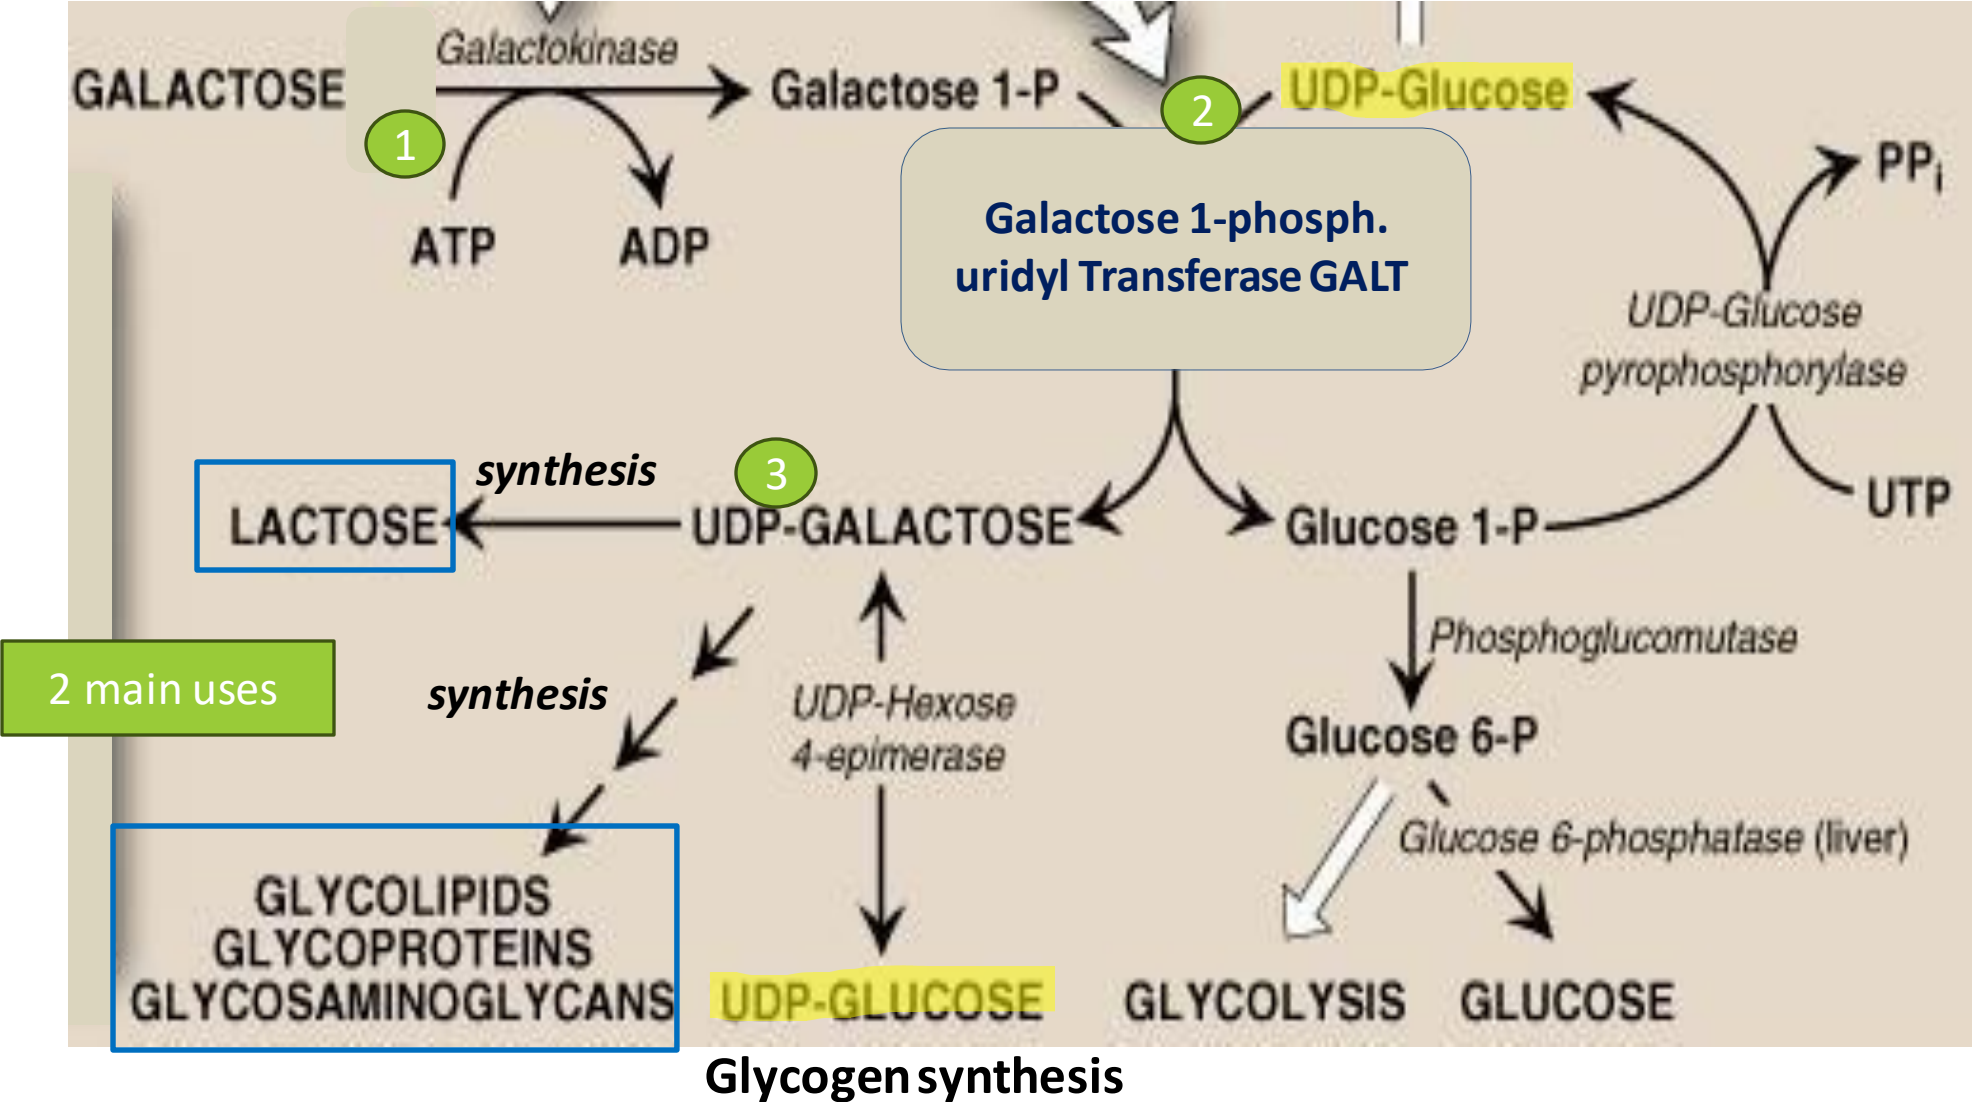 Galactokinase
GALACTOSE
Galactose 1-P
2
UDP-Glucose
1
PPi
ATP
ADP
Galactose 1-phosph.
uridyl Transferase GALT
UDP-Glucose
pyrophosphorylase
synthesis
3
LACTOSE
UDP-GALACTOSE
Glucose 1-P
UTP
Phosphoglucomutase
2 main uses
synthesis
UDP-Hexose
4-epimerase
Glucose 6-P
Glucose 6-phosphatase (liver)
GLYCOLIPIDS
GLYCOPROTEINS
GLYCOSAMINOGLYCANS
UDP-GLUCOSE
GLYCOLYSIS
GLUCOSE
Glycogen synthesis